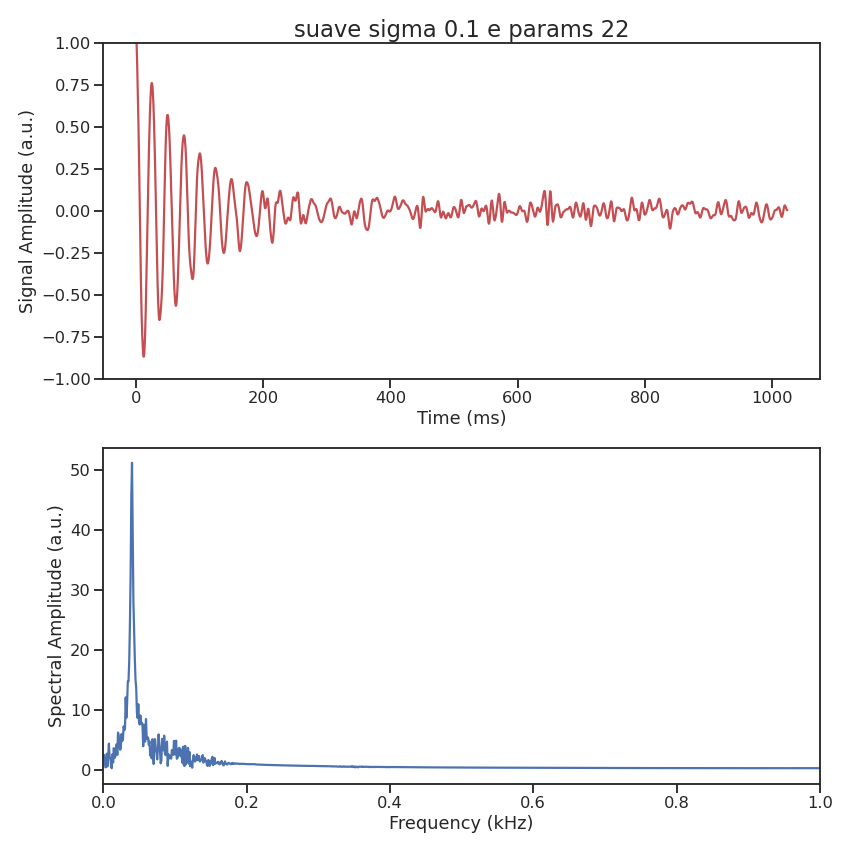 suave sigma 0.1 e params 22
1.00
0.75
0.50
0.25
0.00
−0.25
−0.50
−0.75
−1.00
Signal Amplitude (a.u.)
0 200 400 600 800 1000
Time (ms)
50
40
30
20
10
0
Spectral Amplitude (a.u.)
0.0 0.2 0.4 0.6 0.8 1.0
Frequency (kHz)